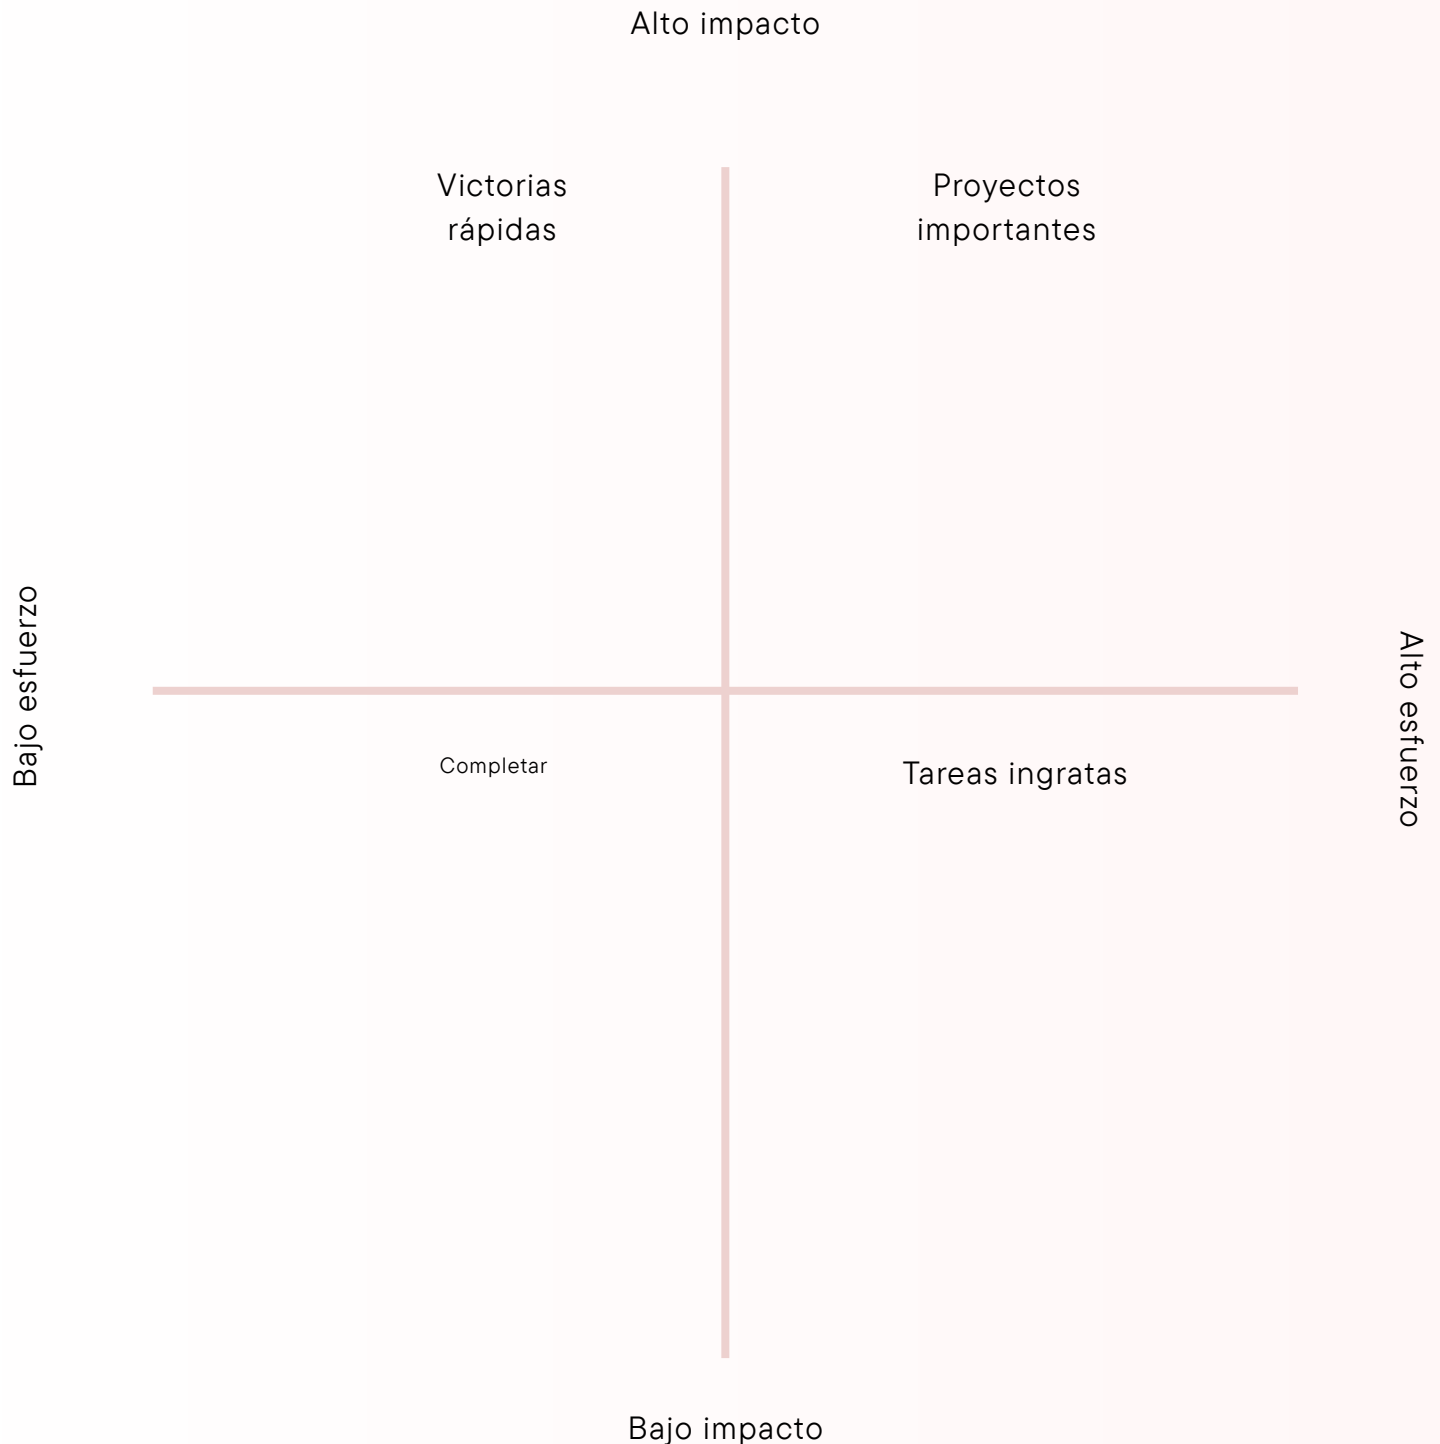 Alto impacto
Victorias
rápidas
Proyectos
importantes
Bajo esfuerzo
Alto esfuerzo
Completar
Tareas ingratas
Bajo impacto